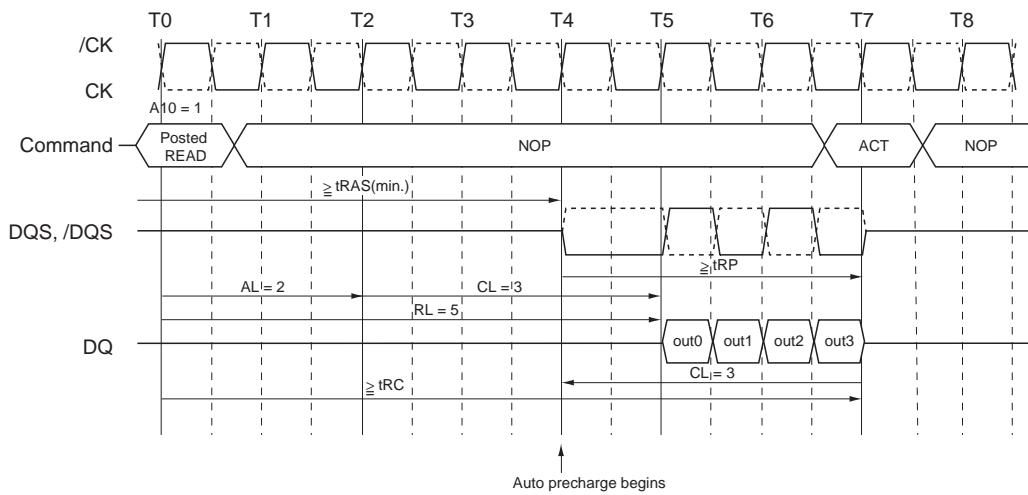 T0 T1 T2 T3 T4 T5 T6 T7 T8
/CK
CK
A10 = 1
Command
Posted
READ
NOP
ACT
NOP
≧ tRAS(min.)
DQS, /DQS
≧ tRP
AL = 2
CL = 3
RL = 5
DQ
out0 out1 out2 out3
CL = 3
≧ tRC
Auto precharge begins